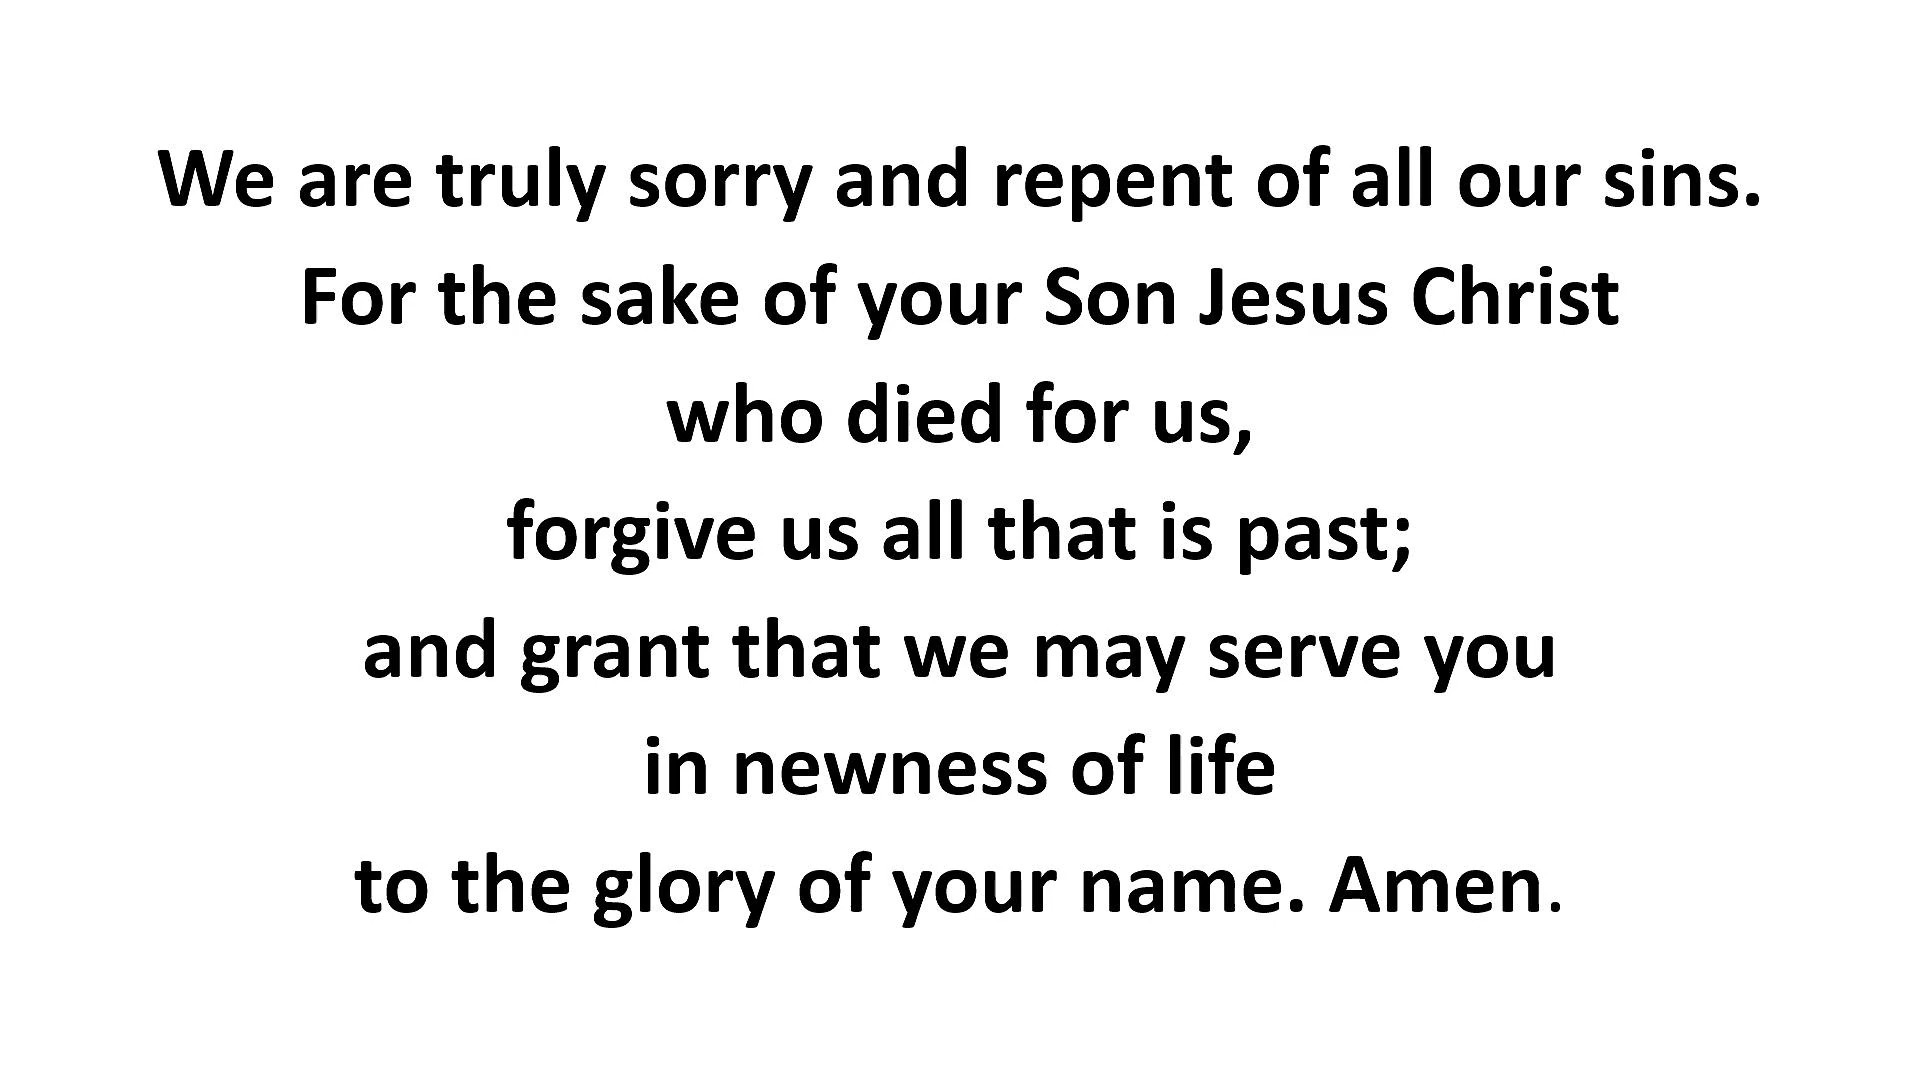 We are truly sorry and repent of all our sins.
For the sake of your Son Jesus Christ
who died for us,
forgive us all that is past;
and grant that we may serve you
in newness of life
to the glory of your name. Amen.